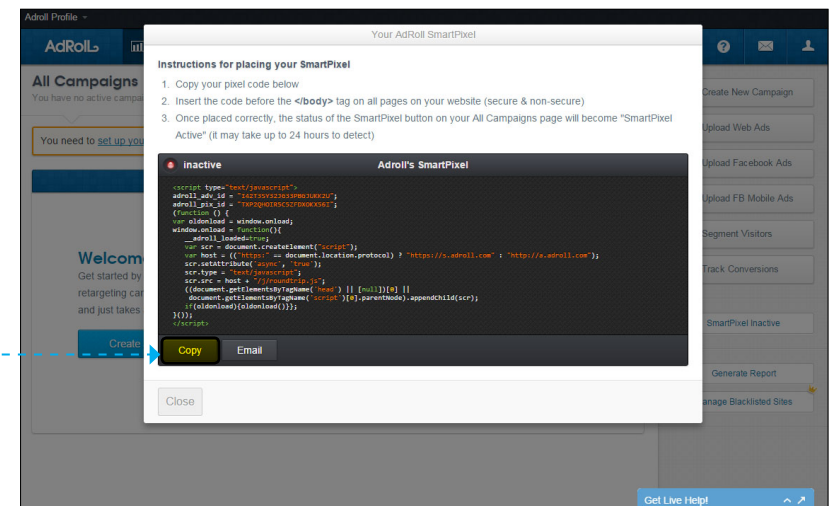 Adroll Profile
AdRoll
Your AdRoll SmartPixel
All Campaigns
You have no active campai
You need to set up you
Welcom
Get started by
retargeting car
and just takes
Create
Instructions for placing your SmartPixel
1. Copy your pixel code below
2. Insert the code before the </body> tag on all pages on your website (secure & non-secure)
3. Once placed correctly, the status of the SmartPixel button on your All Campaigns page will become "SmartPixel
Active" (it may take up to 24 hours to detect)
inactive
Adroll's SmartPixel
<script type="text/javascript">
adroll_adv_id =
adroll_pix_id =
(function () {
var oldonload = window.onload;
window.onload = function(){
__adroll_loaded=true;
var scr = document.createElement("script");
var host = (("https:" == document.location.protocol) ? "https://s.adroll.com" : "http://a.adroll.com");
scr.setAttribute('async', 'true');
scr.type = "text/javascript";
scr.src = host + "/j/roundtrip.js";
((document.getElementsByTagName('head') || [null])[0] ||
document.getElementsByTagName('script')[0].parentNode).appendChild(scr);
if(oldonload){oldonload()}};
}());
</script>
Copy
Email
Close
Create New Campaign
Upload Web Ads
Upload Facebook Ads
Upload FB Mobile Ads
Segment Visitors
Track Conversions
SmartPixel Inactive
Generate Report
anage Blacklisted Sites
Get Live Help!